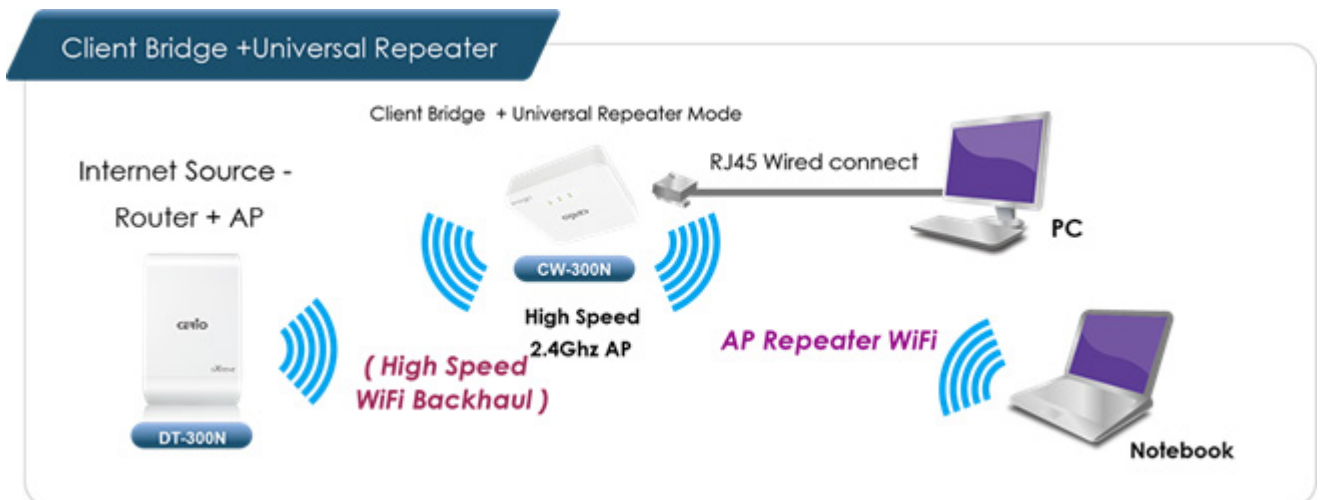 Client Bridge +Universal Repeater
Client Bridge + Universal Repeater Mode
Internet Source -
Router + AP
RJ45 Wired connect
PC
CW-300N
High Speed
2.4Ghz AP
( High Speed
WiFi Backhaul )
AP Repeater WiFi
DT-300N
Notebook